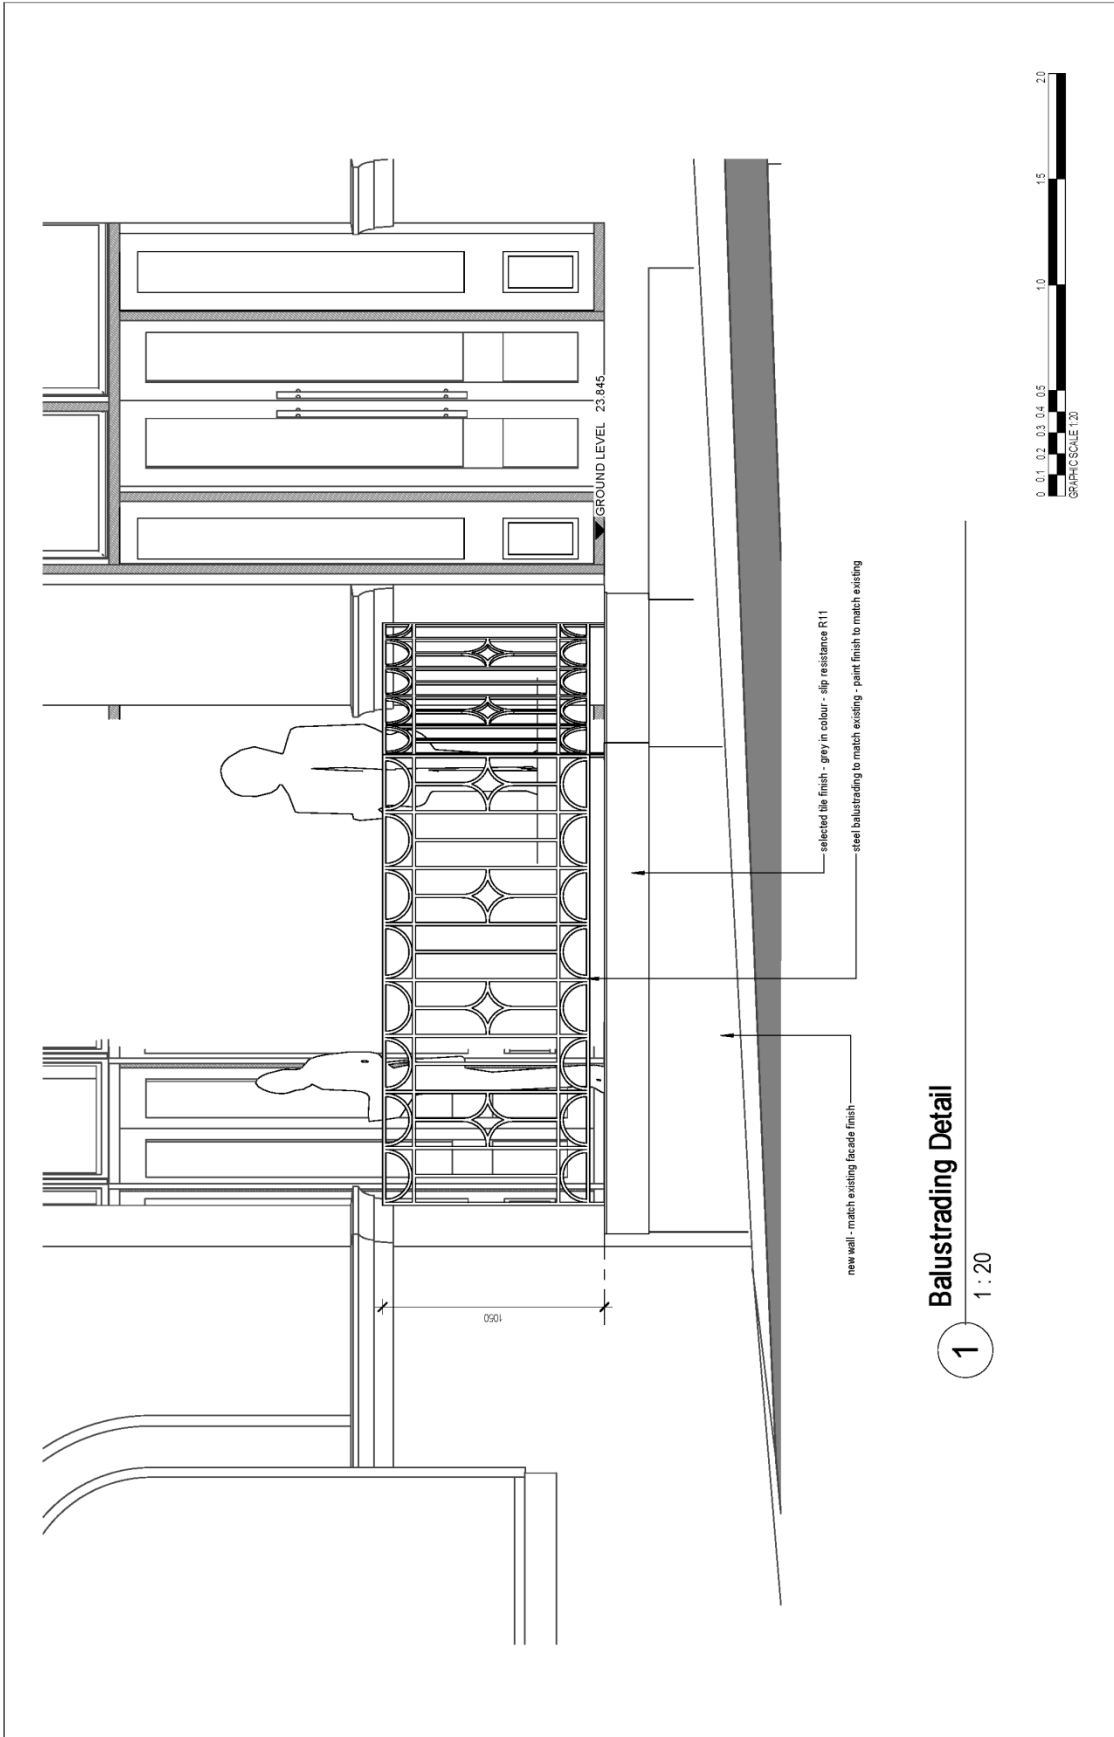 GROUND LEVEL 23.845
1050
selected tile finish - grey in colour - slip resistance R11
steel balustrading to match existing - paint finish to match existing
new wall - match existing facade finish
1
Balustrading Detail
1 : 20
0 0.1 0.2 0.3 0.4 0.5 1.0 1.5 2.0
GRAPHIC SCALE 1:20